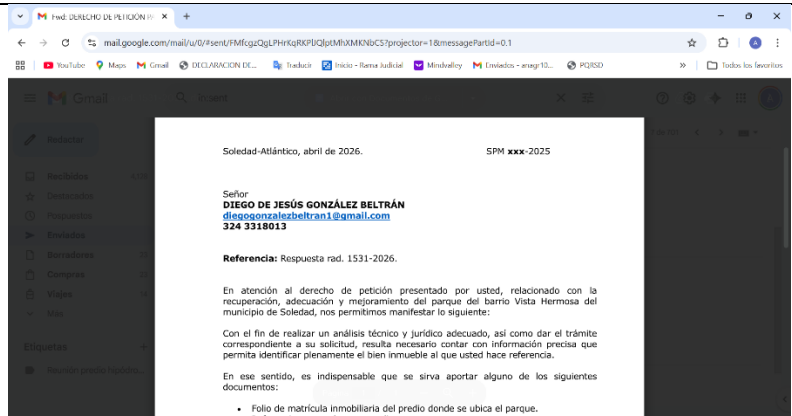 Fwd: DERECHO DE PETICIÓN
mail.google.com/mail/u/0/#sent/FMfcgzQgLPHrKqRKPlJQlptMhXMKNbCS?projector=1&messagePartId=0.1
YouTube Maps Gmail DECLARACION DE... Traducir Inicio - Rama Judicial Mindvalley Enviados - anagr10... PQRSD Todos los favoritos
Gmail
Redactar
Recibidos
Destacados
Pospuestos
Enviados
Borradores
Compras
Viajes
Más
Etiquetas
Soledad-Atlántico, abril de 2026. SPM xxx-2025
Señor
DIEGO DE JESÚS GONZÁLEZ BELTRÁN
diegogonzalezbeltran1@gmail.com
324 3318013
Referencia: Respuesta rad. 1531-2026.
En atención al derecho de petición presentado por usted, relacionado con la
recuperación, adecuación y mejoramiento del parque del barrio Vista Hermosa del
municipio de Soledad, nos permitimos manifestar lo siguiente:
Con el fin de realizar un análisis técnico y jurídico adecuado, así como dar el trámite
correspondiente a su solicitud, resulta necesario contar con información precisa que
permita identificar plenamente el bien inmueble al que usted hace referencia.
En ese sentido, es indispensable que se sirva aportar alguno de los siguientes
documentos:
• Folio de matrícula inmobiliaria del predio donde se ubica el parque.